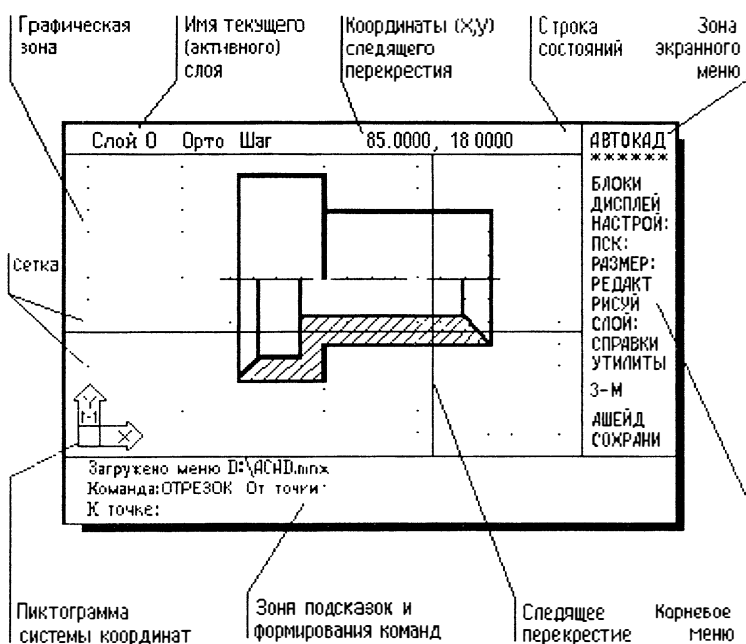 Графическая зона
Имя текущего (активного) слоя
Координаты (X,Y) следящего перекрестия
Строка состояний
Зона экранного меню
Слой 0 Орто Шаг 85.0000, 18 0000
АВТОКАД
******
БЛОКИ
ДИСПЛЕЙ
НАСТРОЙ:
ПСК:
РАЗМЕР:
РЕДАКТ
РИСУЙ
СЛОЙ:
СПРАВКИ
УТИЛИТЫ
3-М
АШЕЙД
СОХРАНИ
Сетка
Y
X
Загружено меню D:\ACAD.mnx
Команда:ОТРЕЗОК От точки:
К точке:
Пиктограмма системы координат
Зона подсказок и формирования команд
Следящее перекрестие
Корневое меню